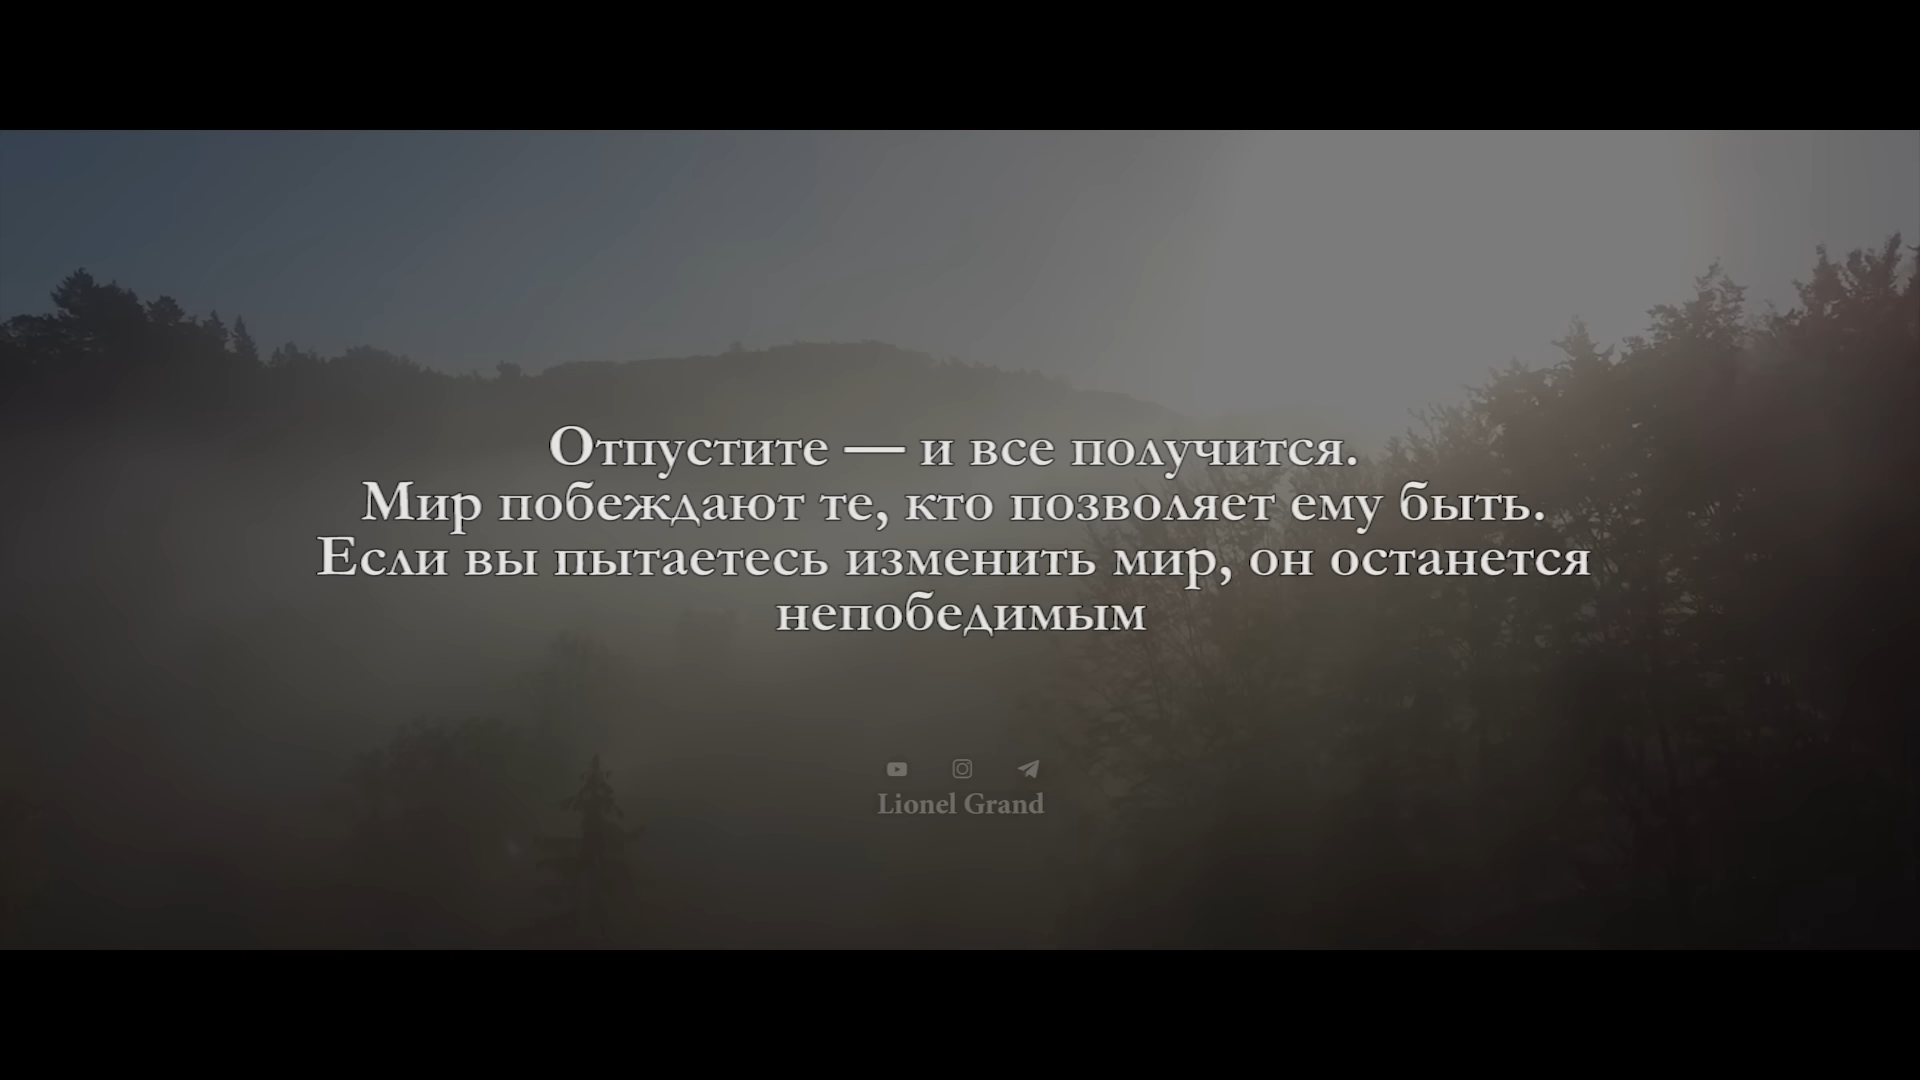 Отпустите — и все получится.
Мир побеждают те, кто позволяет ему быть.
Если вы пытаетесь изменить мир, он останется
непобедимым
Lionel Grand